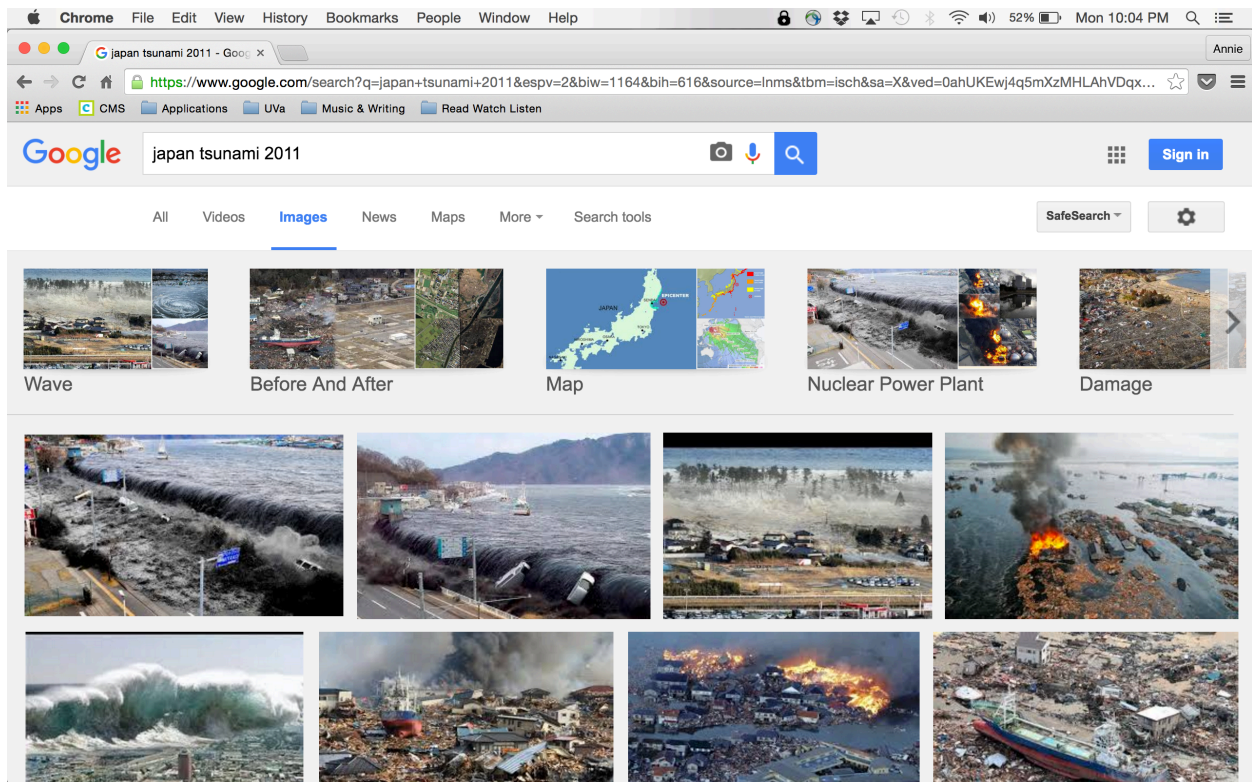 Chrome File Edit View History Bookmarks People Window Help 52% Mon 10:04 PM
G japan tsunami 2011 - Goog ×
Annie
https://www.google.com/search?q=japan+tsunami+2011&espv=2&biw=1164&bih=616&source=lnms&tbm=isch&sa=X&ved=0ahUKEwj4q5mXzMHLAhVDqx...
Apps C CMS Applications UVa Music & Writing Read Watch Listen
Google japan tsunami 2011 Sign in
All Videos Images News Maps More Search tools SafeSearch
JAPAN EPICENTER
Wave Before And After Map Nuclear Power Plant Damage